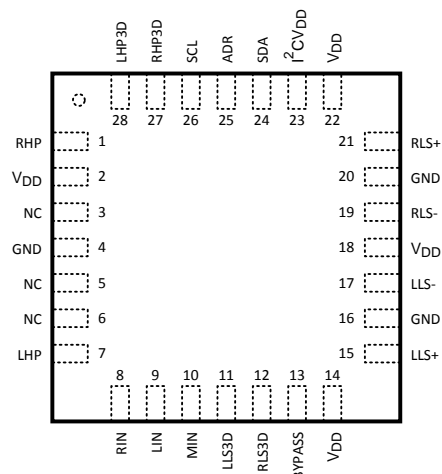 LHP3D RHP3D SCL ADR SDA I²CVDD VDD
28 27 26 25 24 23 22
RHP 1 21 RLS+
VDD 2 20 GND
NC 3 19 RLS-
GND 4 18 VDD
NC 5 17 LLS-
NC 6 16 GND
LHP 7 15 LLS+
8 9 10 11 12 13 14
RIN LIN MIN LLS3D RLS3D BYPASS VDD